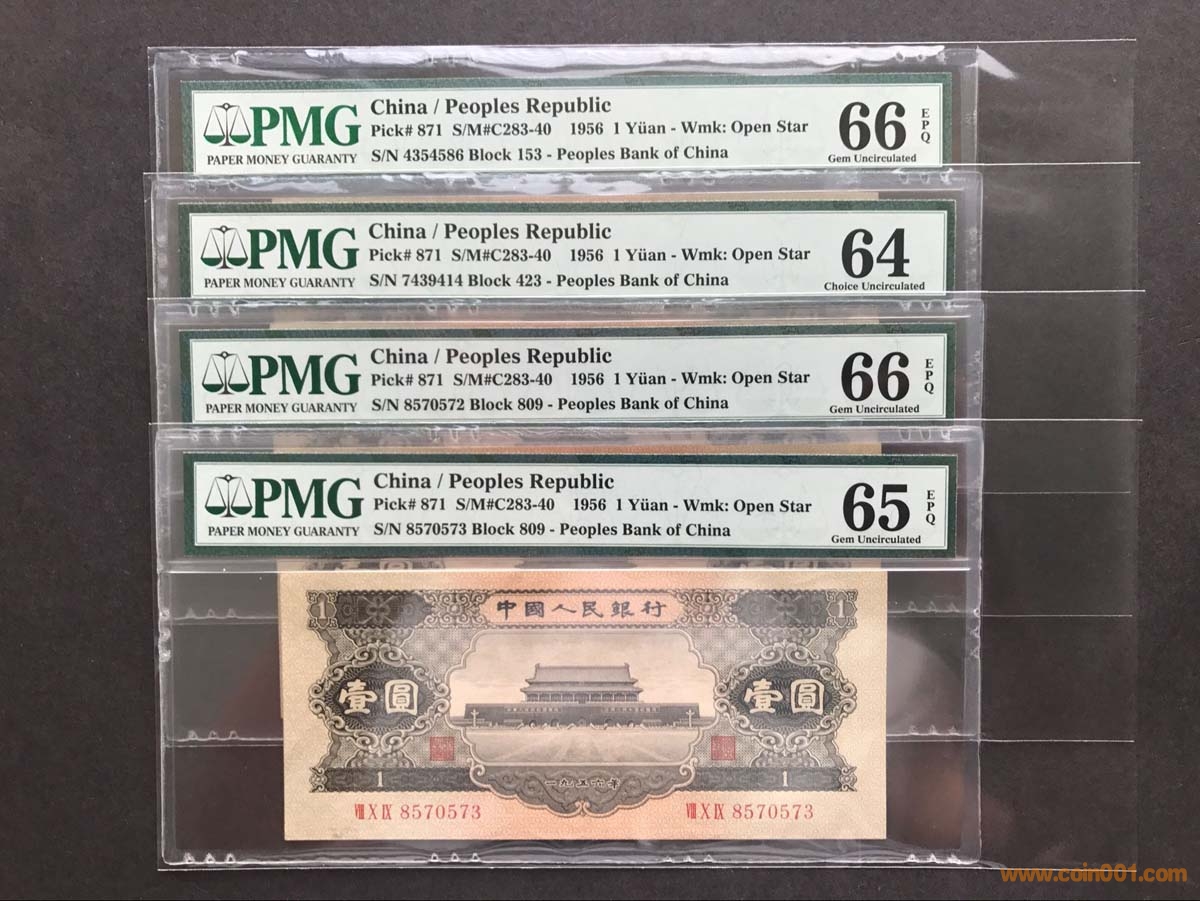 PMG
PAPER MONEY GUARANTY
China / Peoples Republic
Pick# 871 S/M#C283-40 1956 1 Yüan - Wmk: Open Star
S/N 4354586 Block 153 - Peoples Bank of China
66
EPQ
Gem Uncirculated
PMG
PAPER MONEY GUARANTY
China / Peoples Republic
Pick# 871 S/M#C283-40 1956 1 Yüan - Wmk: Open Star
S/N 7439414 Block 423 - Peoples Bank of China
64
Choice Uncirculated
PMG
PAPER MONEY GUARANTY
China / Peoples Republic
Pick# 871 S/M#C283-40 1956 1 Yüan - Wmk: Open Star
S/N 8570572 Block 809 - Peoples Bank of China
66
EPQ
Gem Uncirculated
PMG
PAPER MONEY GUARANTY
China / Peoples Republic
Pick# 871 S/M#C283-40 1956 1 Yüan - Wmk: Open Star
S/N 8570573 Block 809 - Peoples Bank of China
65
EPQ
Gem Uncirculated
1 中國人民銀行 1
壹圓 壹圓
1 一九五六年 1
Ⅷ Ⅹ Ⅸ 8570573 Ⅷ Ⅹ Ⅸ 8570573
www.coin001.com